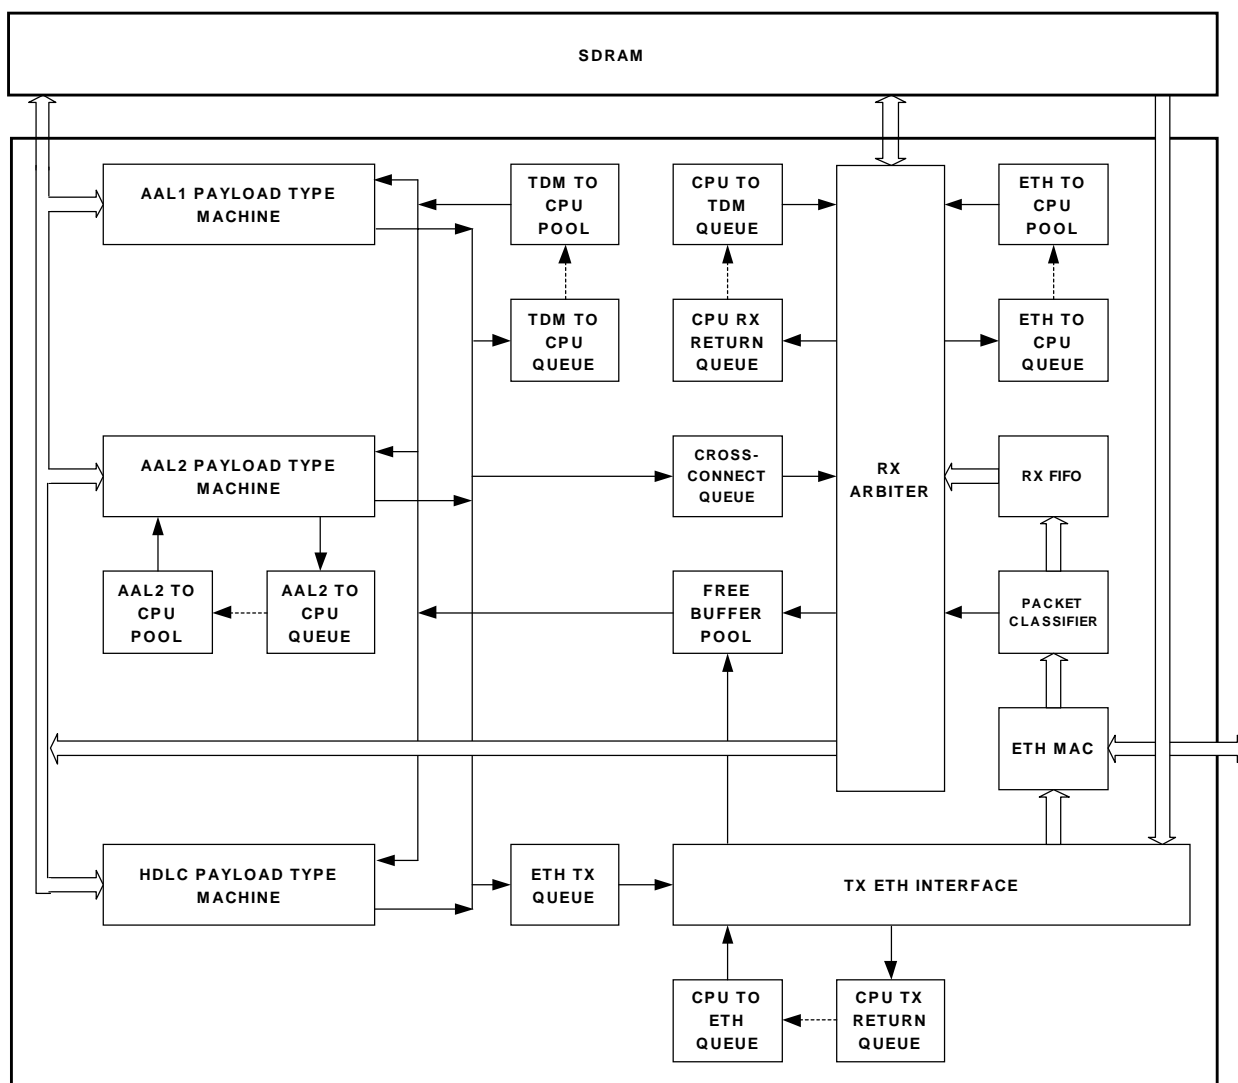 SDRAM
AAL1 PAYLOAD TYPE
MACHINE
TDM TO
CPU
POOL
CPU TO
TDM
QUEUE
ETH TO
CPU
POOL
TDM TO
CPU
QUEUE
CPU RX
RETURN
QUEUE
ETH TO
CPU
QUEUE
AAL2 PAYLOAD TYPE
MACHINE
CROSS-
CONNECT
QUEUE
RX
ARBITER
RX FIFO
AAL2 TO
CPU
POOL
AAL2 TO
CPU
QUEUE
FREE
BUFFER
POOL
PACKET
CLASSIFIER
ETH MAC
HDLC PAYLOAD TYPE
MACHINE
ETH TX
QUEUE
TX ETH INTERFACE
CPU TO
ETH
QUEUE
CPU TX
RETURN
QUEUE